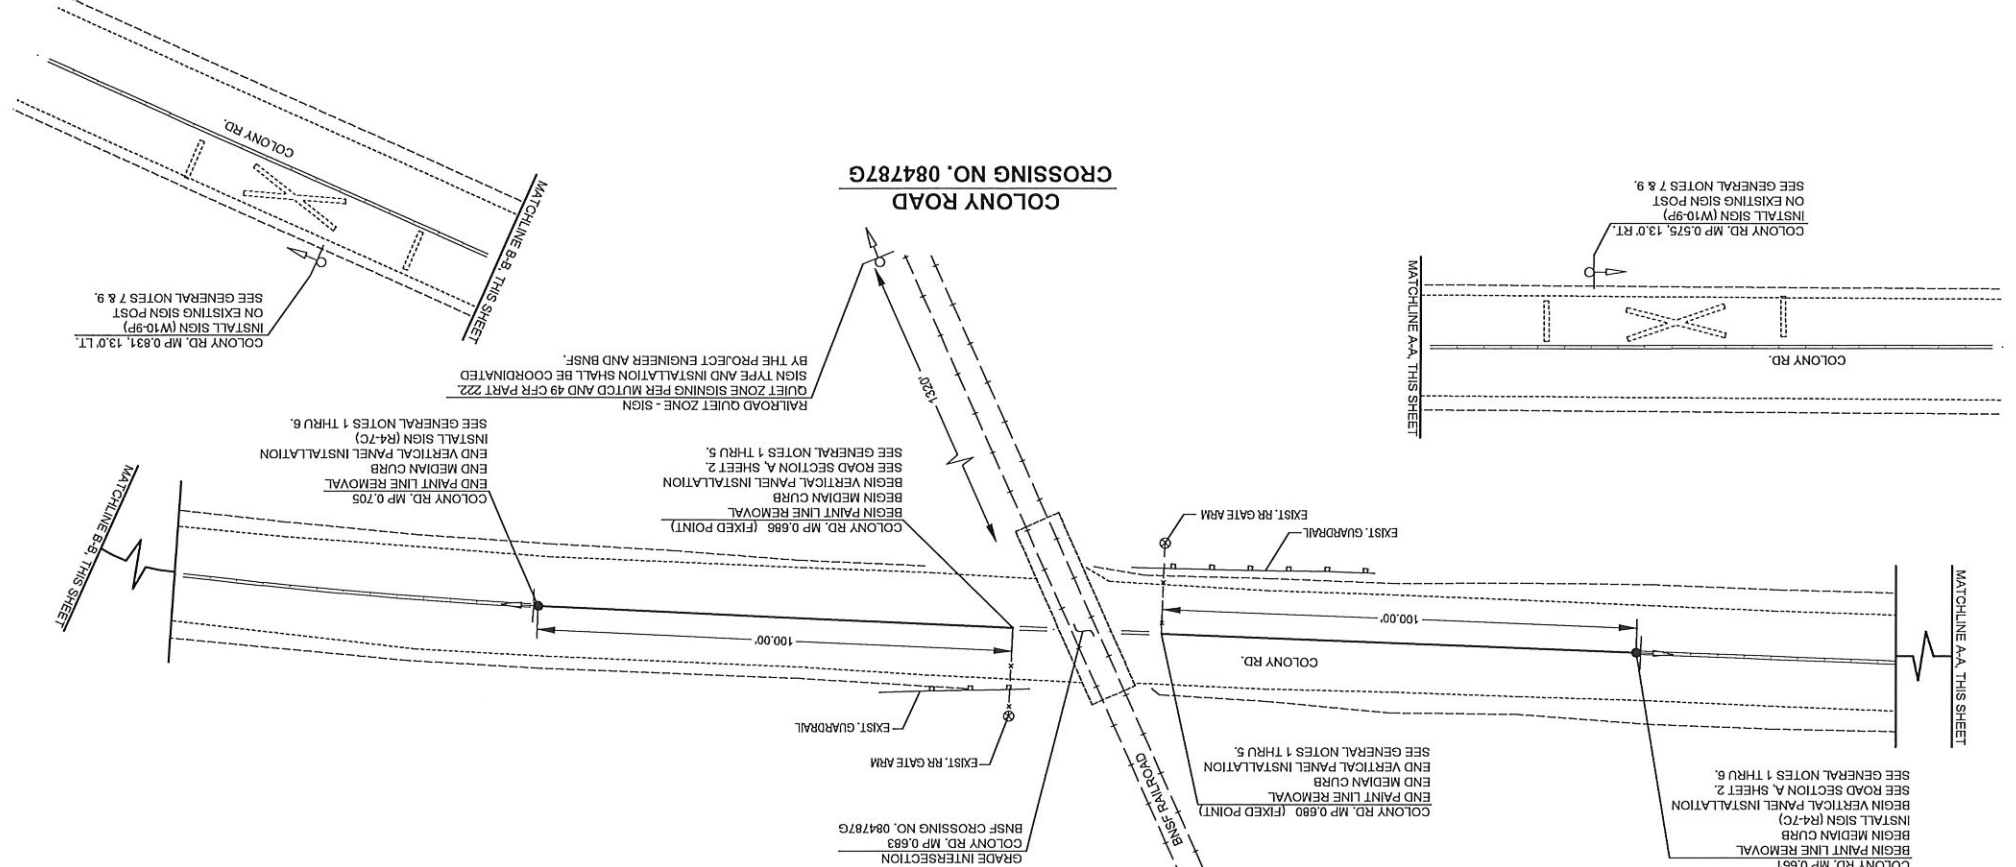 COLONY RD. MP 0.661
BEGIN PAINT LINE REMOVAL
BEGIN MEDIAN CURB
INSTALL SIGN (R4-7C)
BEGIN VERTICAL PANEL INSTALLATION
SEE ROAD SECTION A, SHEET 2.
SEE GENERAL NOTES 1 THRU 6.
BNSF RAILROAD
GRADE INTERSECTION
COLONY RD. MP 0.683
BNSF CROSSING NO. 084787G
COLONY RD. MP 0.680 (FIXED POINT)
END PAINT LINE REMOVAL
END MEDIAN CURB
END VERTICAL PANEL INSTALLATION
SEE GENERAL NOTES 1 THRU 5.
EXIST. RR GATE ARM
EXIST. GUARDRAIL
MATCHLINE A-A, THIS SHEET
COLONY RD.
100.00'
100.00'
EXIST. GUARDRAIL
EXIST. RR GATE ARM
MATCHLINE B-B, THIS SHEET
COLONY RD. MP 0.686 (FIXED POINT)
BEGIN PAINT LINE REMOVAL
BEGIN MEDIAN CURB
BEGIN VERTICAL PANEL INSTALLATION
SEE ROAD SECTION A, SHEET 2.
SEE GENERAL NOTES 1 THRU 5.
COLONY RD. MP 0.705
END PAINT LINE REMOVAL
END MEDIAN CURB
END VERTICAL PANEL INSTALLATION
INSTALL SIGN (R4-7C)
SEE GENERAL NOTES 1 THRU 6.
1320'
RAILROAD QUIET ZONE - SIGN
QUIET ZONE SIGNING PER MUTCD AND 49 CFR PART 222.
SIGN TYPE AND INSTALLATION SHALL BE COORDINATED
BY THE PROJECT ENGINEER AND BNSF.
COLONY RD.
MATCHLINE A-A, THIS SHEET
COLONY RD. MP 0.575, 13.0' RT.
INSTALL SIGN (W10-9P)
ON EXISTING SIGN POST
SEE GENERAL NOTES 7 & 9.
COLONY RD. MP 0.831, 13.0' LT.
INSTALL SIGN (W10-9P)
ON EXISTING SIGN POST
SEE GENERAL NOTES 7 & 9.
MATCHLINE B-B, THIS SHEET
COLONY RD.
COLONY ROAD
CROSSING NO. 084787G